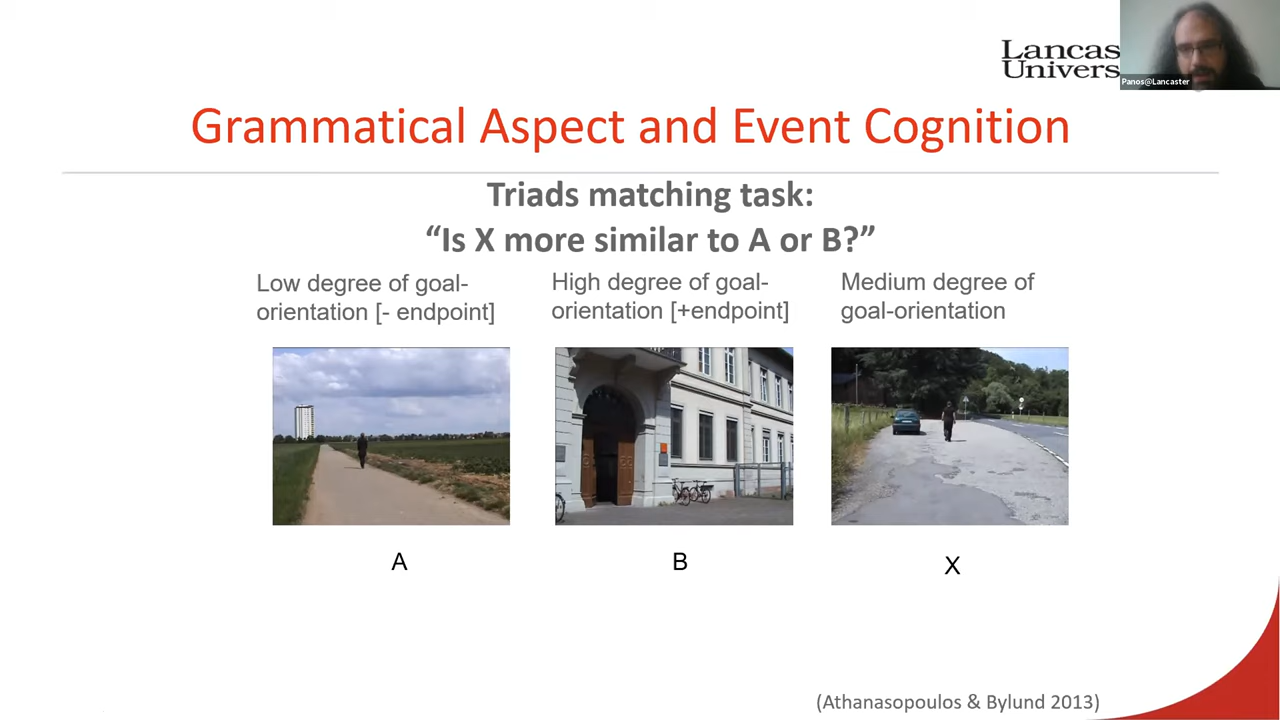 Lancas
Univers
Panos@Lancaster
Grammatical Aspect and Event Cognition
Triads matching task:
“Is X more similar to A or B?”
Low degree of goal-
orientation [- endpoint]
High degree of goal-
orientation [+endpoint]
Medium degree of
goal-orientation
A
B
X
(Athanasopoulos & Bylund 2013)